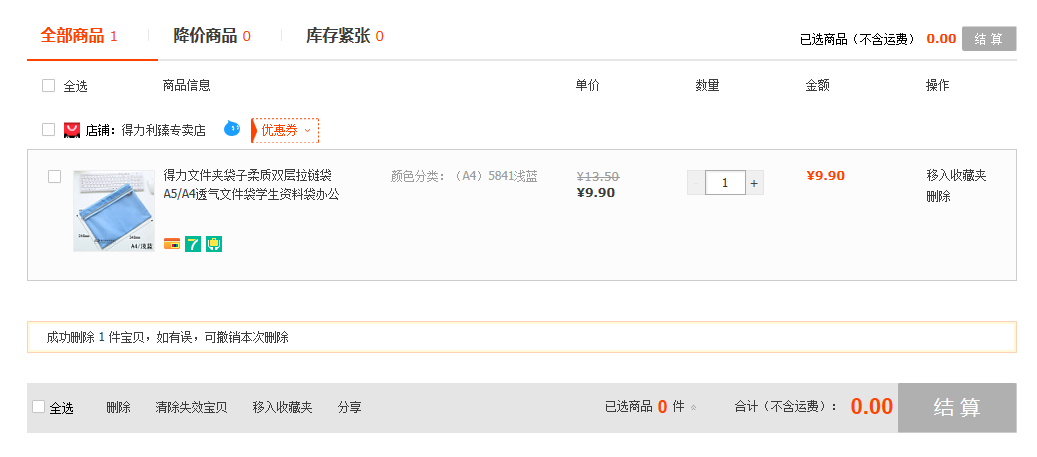 全部商品 1 降价商品 0 库存紧张 0
已选商品（不含运费） 0.00 结 算
全选 商品信息 单价 数量 金额 操作
店铺：得力利臻专卖店 优惠券
得力文件夹袋子柔质双层拉链袋 颜色分类：（A4）5841浅蓝 ¥13.50 1 + ¥9.90 移入收藏夹
A5/A4透气文件袋学生资料袋办公 ¥9.90 删除
A4/浅蓝
7
成功删除 1 件宝贝，如有误，可撤销本次删除
全选 删除 清除失效宝贝 移入收藏夹 分享 已选商品 0 件 合计（不含运费）： 0.00 结 算